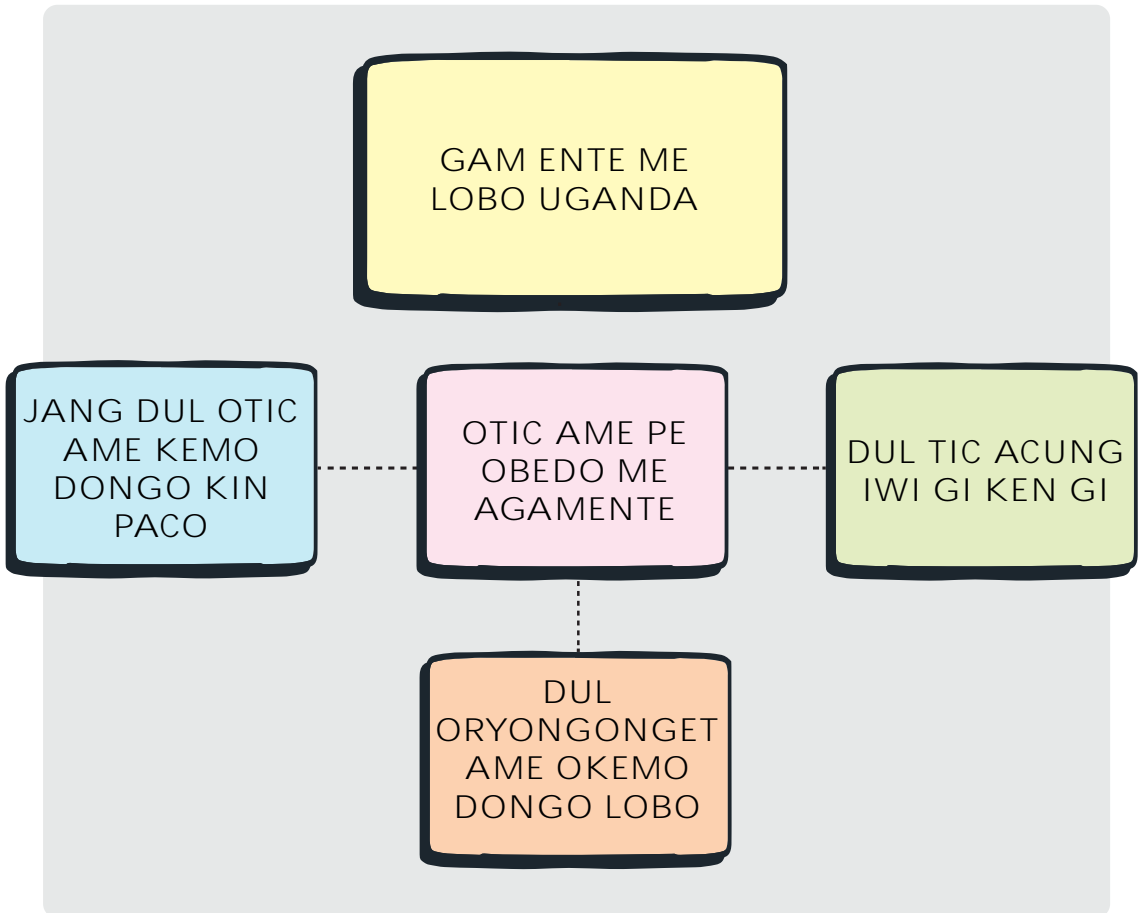 GAM ENTE ME
LOBO UGANDA
JANG DUL OTIC
AME KEMO
DONGO KIN
PACO
OTIC AME PE
OBEDO ME
AGAMENTE
DUL TIC ACUNG
IWI GI KEN GI
DUL
ORYONGONGET
AME OKEMO
DONGO LOBO